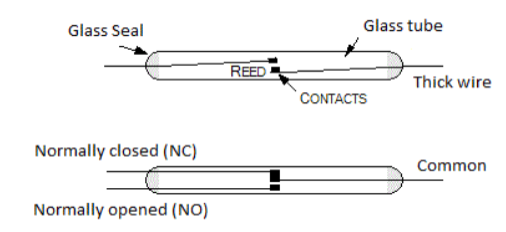 Glass Seal
Glass tube
REED
CONTACTS
Thick wire
Normally closed (NC)
Common
Normally opened (NO)